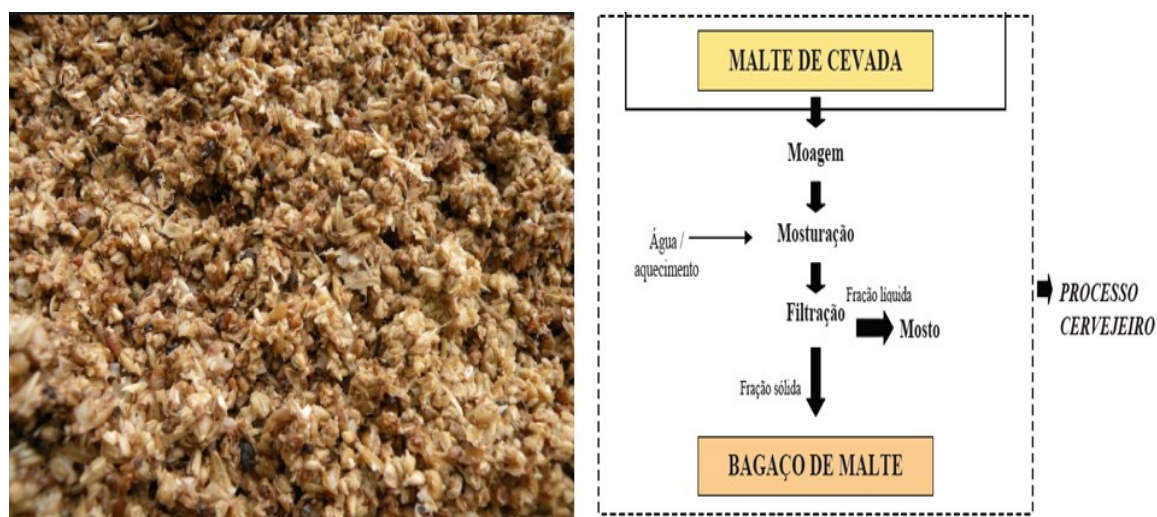 MALTE DE CEVADA
Moagem
Água /
aquecimento
Mosturação
Fração líquida
Filtração
Mosto
Fração sólida
BAGAÇO DE MALTE
PROCESSO
CERVEJEIRO